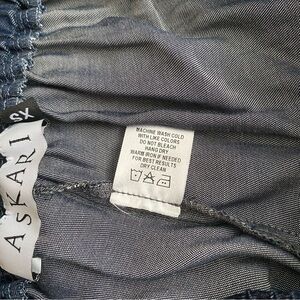 ASKARI
SX
MACHINE WASH COLD
WITH LIKE COLORS
DO NOT BLEACH
HANG DRY
WARM IRON IF NEEDED
FOR BEST RESULTS
DRY CLEAN